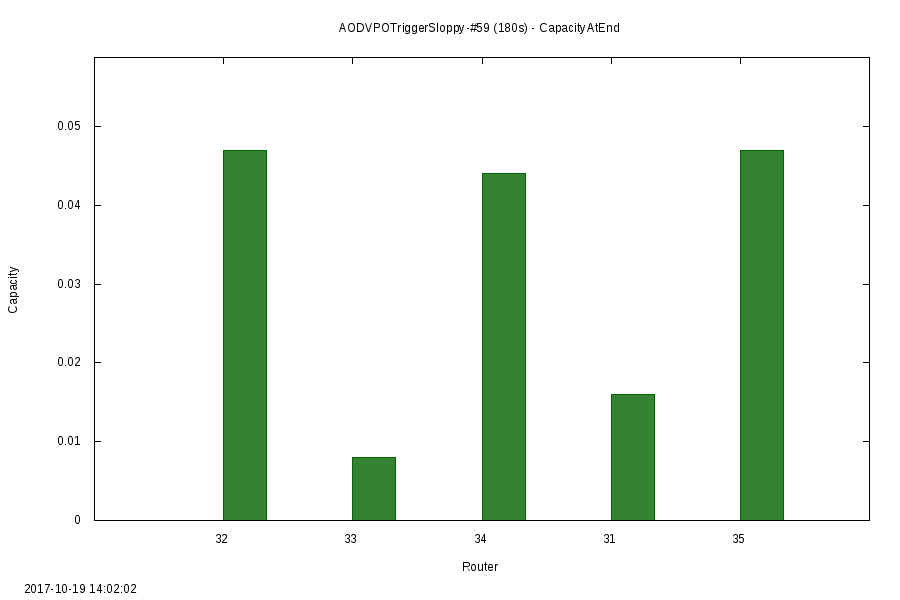 AODVPOTriggerSloppy-#59 (180s) - CapacityAtEnd
0.05
0.04
0.03
0.02
0.01
0
Capacity
32 33 34 31 35
Router
2017-10-19 14:02:02